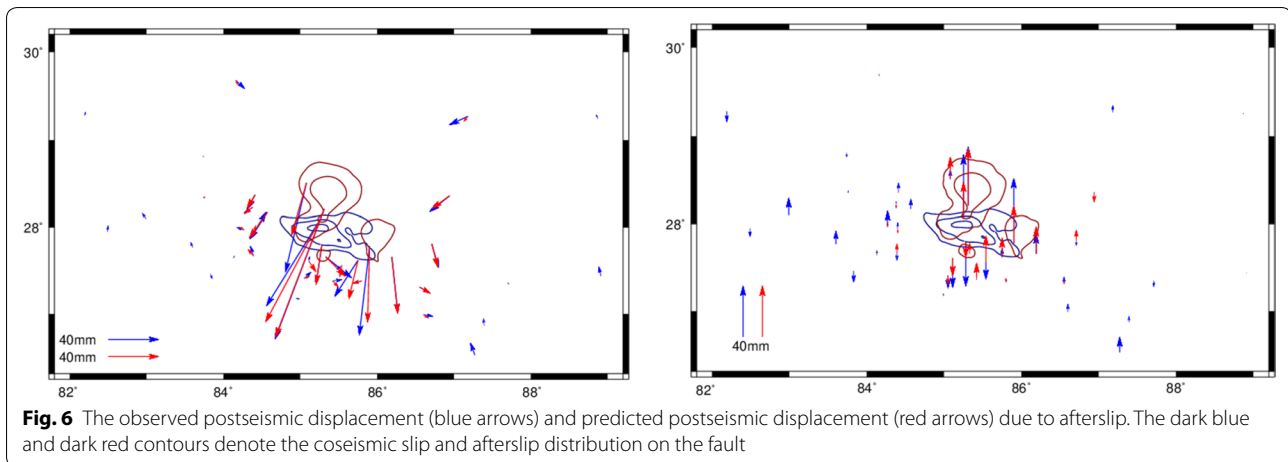 30°
28°
40mm
40mm
82° 84° 86° 88°
30°
28°
40mm
82° 84° 86° 88°
Fig. 6 The observed postseismic displacement (blue arrows) and predicted postseismic displacement (red arrows) due to afterslip. The dark blue
and dark red contours denote the coseismic slip and afterslip distribution on the fault